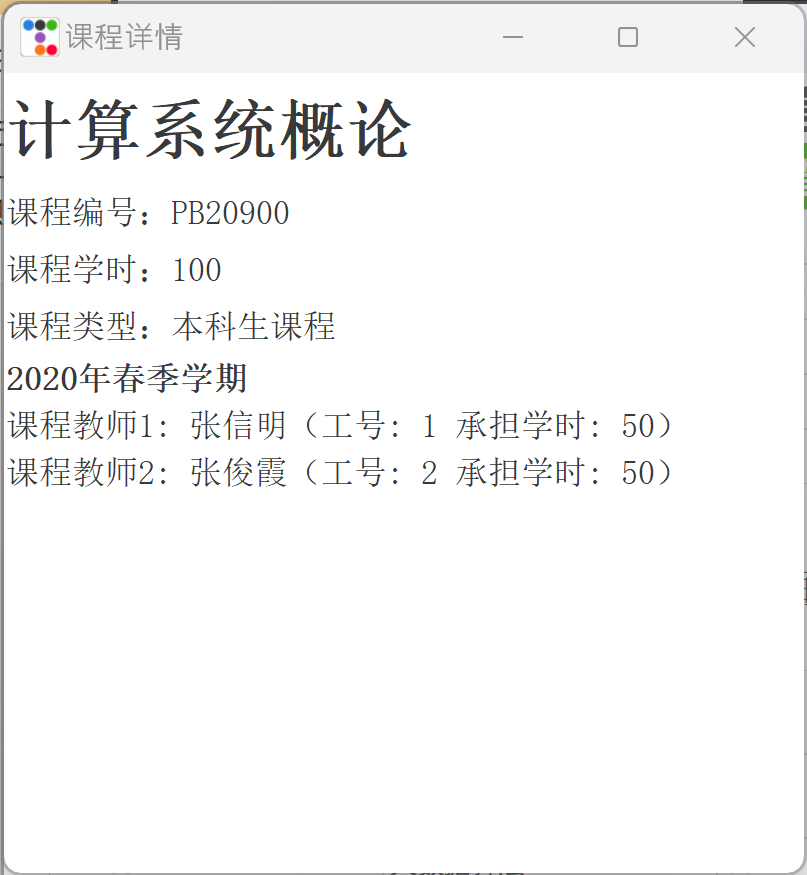 课程详情
计算系统概论
课程编号：PB20900
课程学时：100
课程类型：本科生课程
2020年春季学期
课程教师1: 张信明（工号: 1 承担学时: 50）
课程教师2: 张俊霞（工号: 2 承担学时: 50）